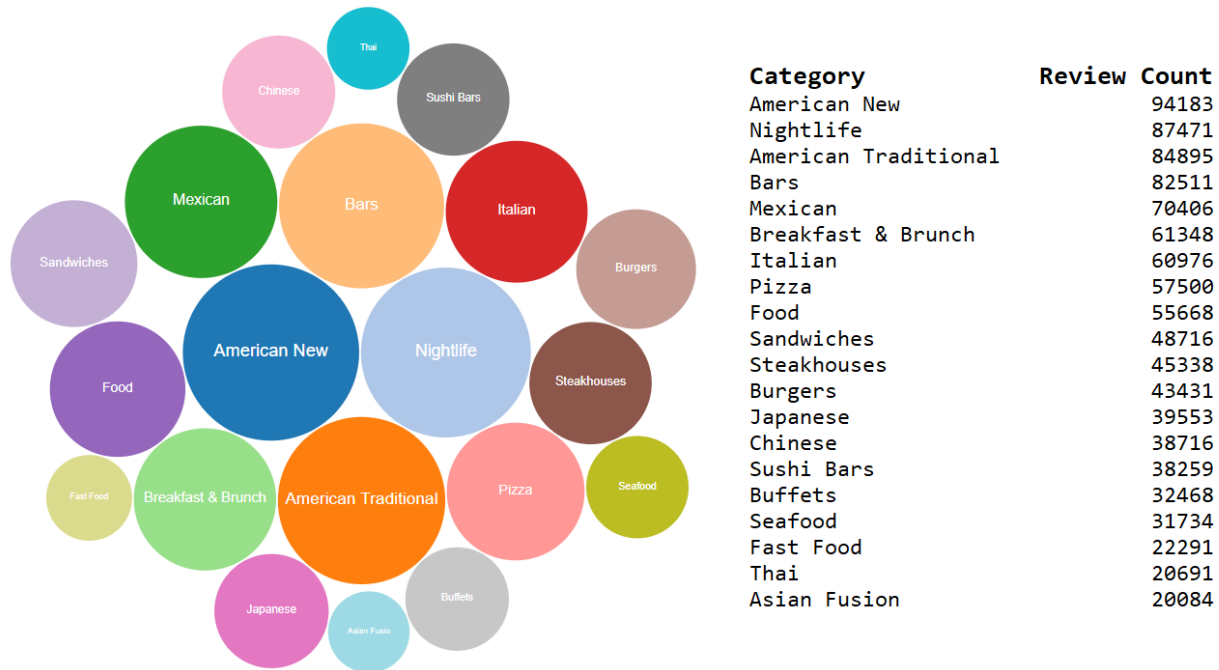 Thai
Chinese
Sushi Bars
Mexican
Bars
Italian
Sandwiches
Burgers
American New
Nightlife
Food
Steakhouses
Fast Food
Breakfast & Brunch
American Traditional
Pizza
Seafood
Japanese
Asian Fusio
Buffets
Category Review Count
American New 94183
Nightlife 87471
American Traditional 84895
Bars 82511
Mexican 70406
Breakfast & Brunch 61348
Italian 60976
Pizza 57500
Food 55668
Sandwiches 48716
Steakhouses 45338
Burgers 43431
Japanese 39553
Chinese 38716
Sushi Bars 38259
Buffets 32468
Seafood 31734
Fast Food 22291
Thai 20691
Asian Fusion 20084